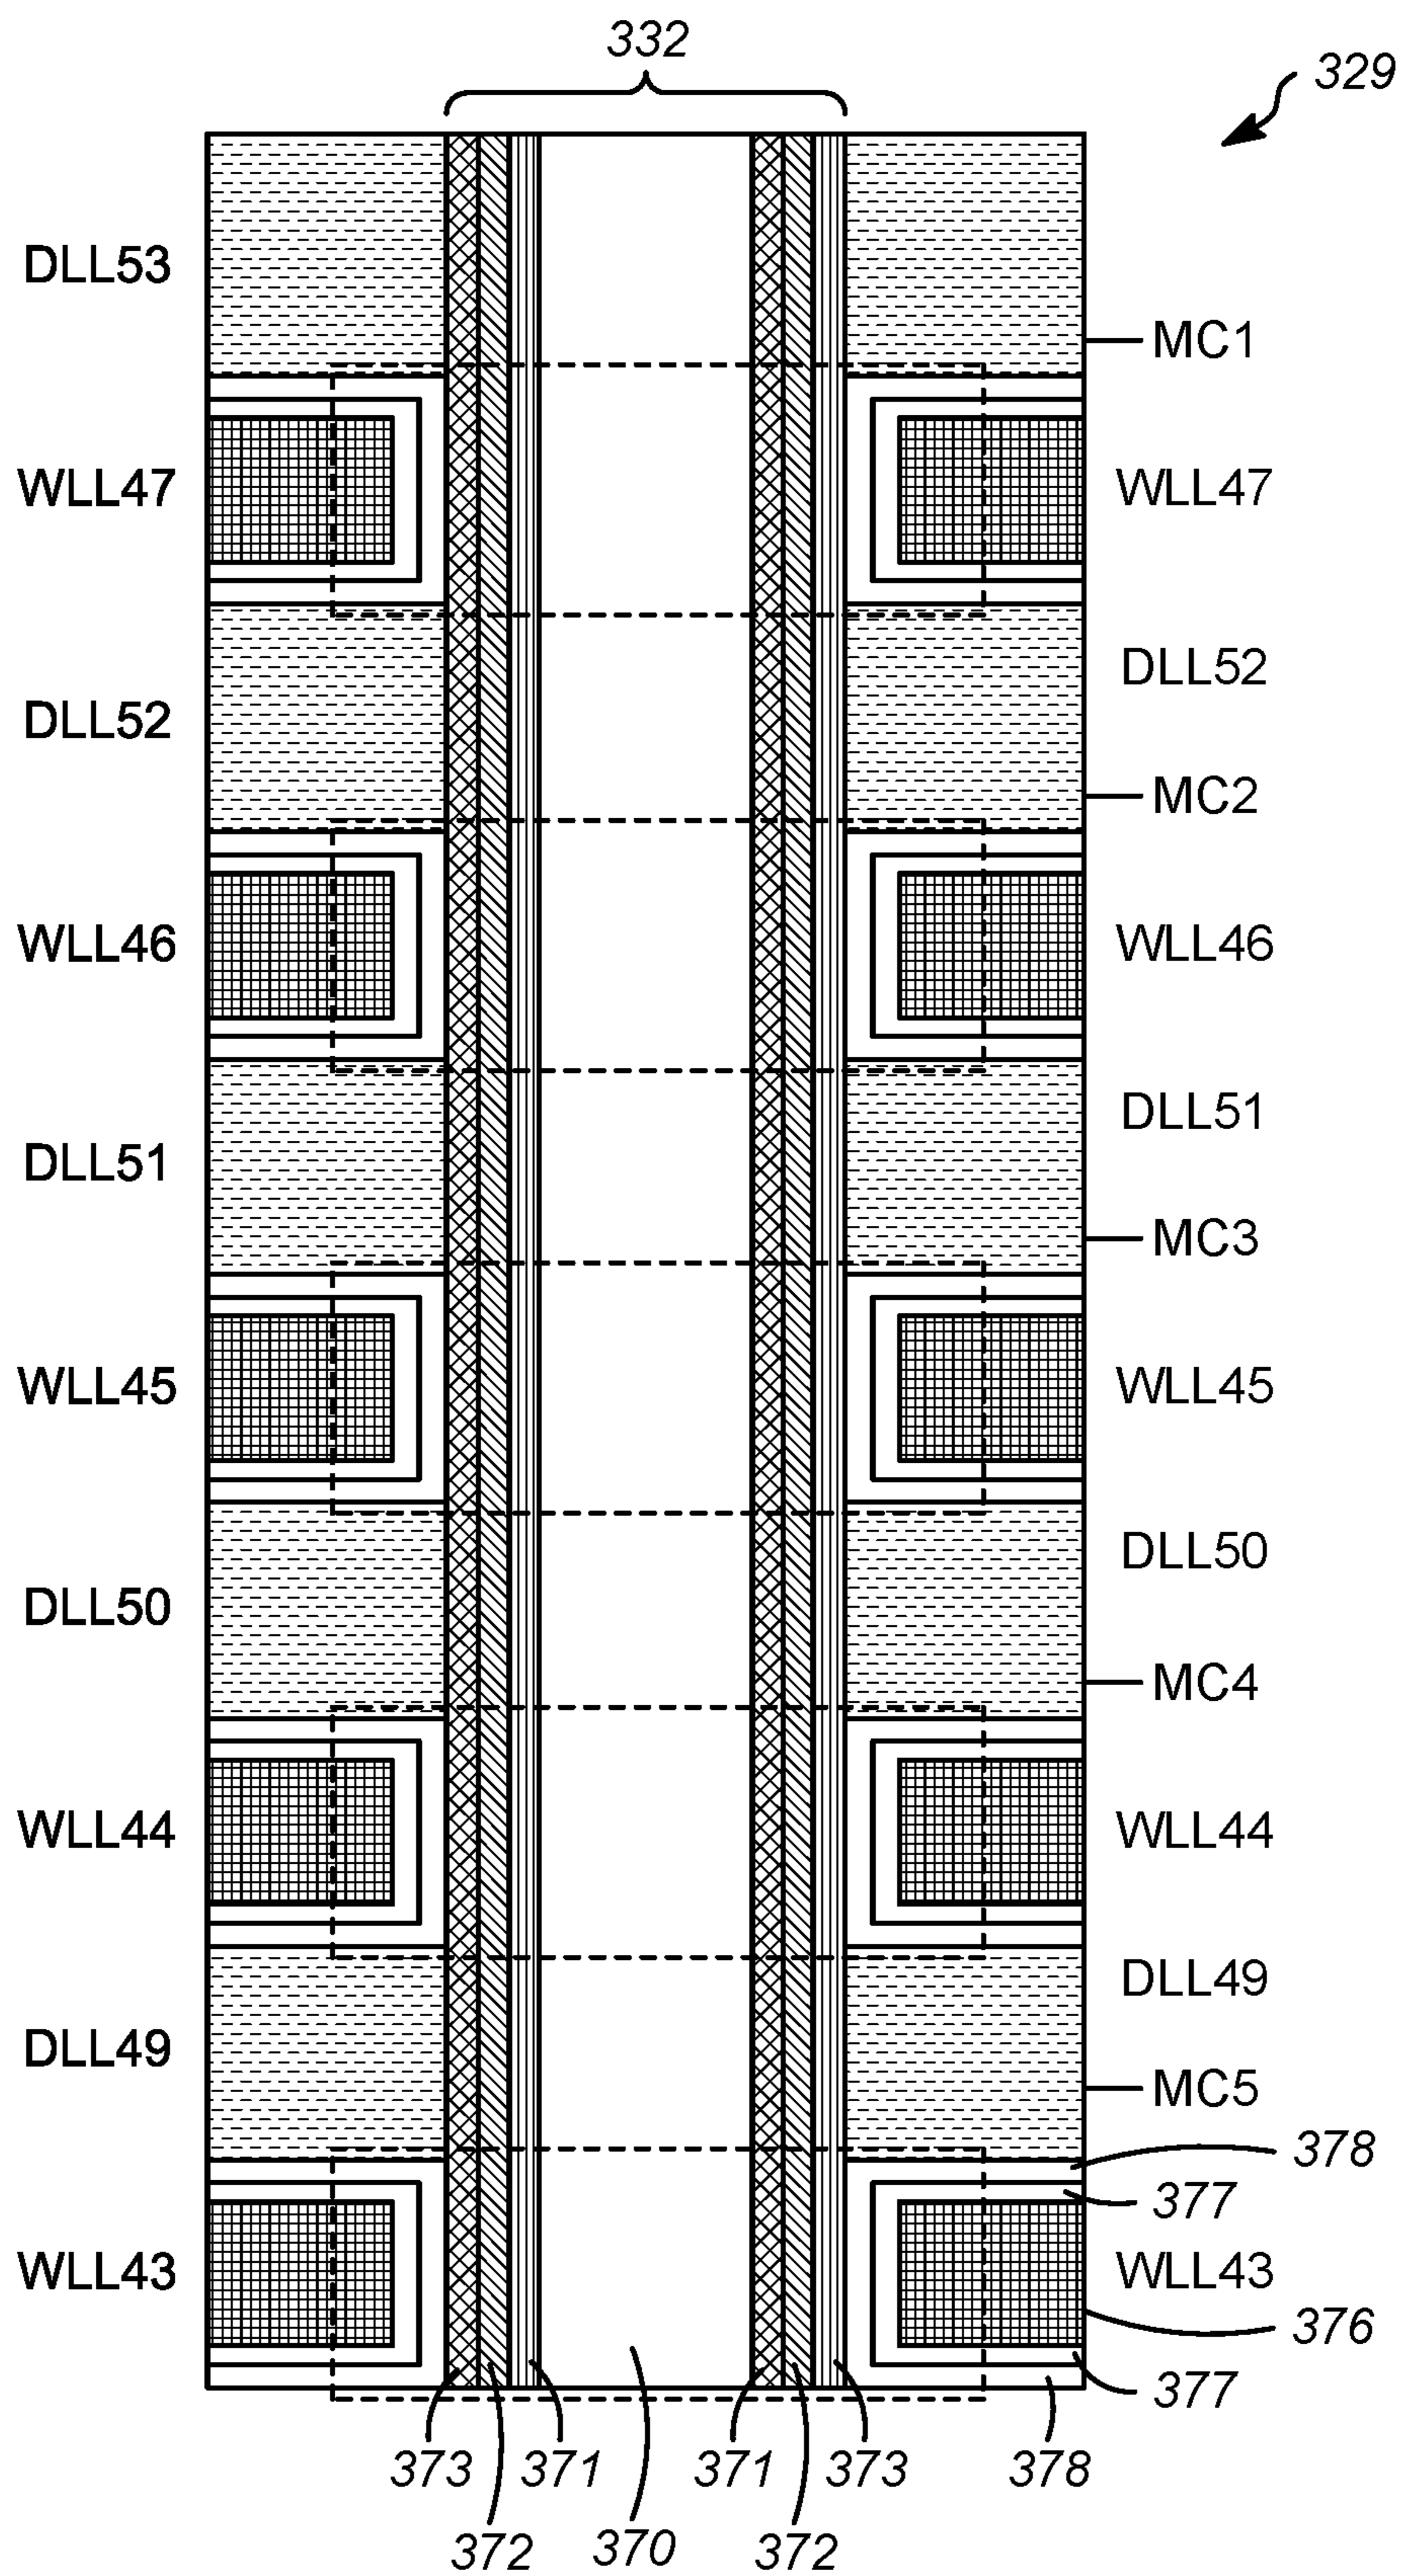 332
329
DLL53
MC1
WLL47 WLL47
DLL52
DLL52
MC2
WLL46 WLL46
DLL51
DLL51
MC3
WLL45 WLL45
DLL50
DLL50
MC4
WLL44 WLL44
DLL49
DLL49
MC5
378
377
WLL43 WLL43
376
377
373 371 371 373 378
372 370 372